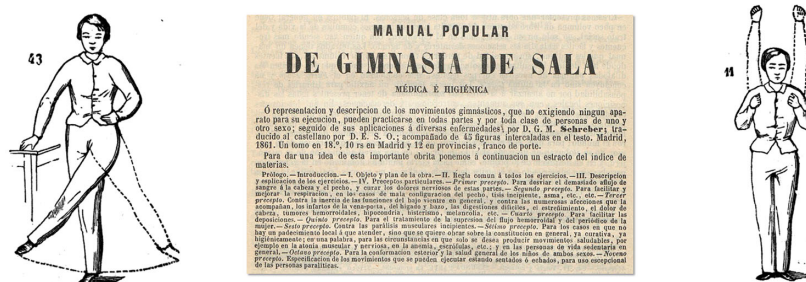 43
MANUAL POPULAR
DE GIMNASIA DE SALA
MÉDICA É HIGIÉNICA
Ó representacion y descripcion de los movimientos gimnásticos, que no exigiendo ningun apa-
rato para su ejecucion, pueden practicarse en todas partes y por toda clase de personas de uno y
otro sexo; seguido de sus aplicaciones á diversas enfermedades; por D. G. M. Schreber; tra-
ducido al castellano por D. E. S. O.; acompañado de 45 figuras intercaladas en el testo. Madrid,
1861. Un tomo en 18.º, 10 rs en Madrid y 12 en provincias, franco de porte.
Para dar una idea de esta importante obrita ponemos á continuacion un estracto del índice de
materias.
Prólogo.—Introduccion.—I. Objeto y plan de la obra.—II. Regla comun á todos los ejercicios.—III. Descripcion
y esplicacion de los ejercicios.—IV. Preceptos particulares.—Primer precepto. Para desviar el demasiado aflujo de
sangre á la cabeza y el pecho, y curar los dolores nerviosos de estas partes.—Segundo precepto. Para facilitar y
mejorar la respiracion, en los casos de mala configuracion del pecho, tisis incipiente, asma, etc., etc.—Tercer
precepto. Contra la inercia de las funciones del bajo vientre en general, y contra las numerosas afecciones que la
acompañan, los infartos de la vena-porta, del hígado y bazo, las digestiones difíciles, el estreñimiento, el dolor de
cabeza, tumores hemorroidales, hipocondria, histerismo, melancolia, etc.—Cuarto precepto. Para facilitar las
deposiciones.—Quinto precepto. Para el tratamiento de la supresion del flujo hemorroidal y del periódico de la
mujer.—Sesto precepto. Contra las parálisis musculares incipientes.—Sétimo precepto. Para los casos en que no
hay un padecimiento local á que atender, sino que se quiere obrar sobre la constitucion en general, ya curativa, ya
higiénicamente; en una palabra, para las circunstancias en que solo se desea producir movimientos saludables, por
ejemplo en la atonia muscular y nerviosa, en la anemia, escrófulas, etc.; y en las personas de vida sedentaria en
general.—Octavo precepto. Para la conformacion esterior y la salud general de los niños de ambos sexos.—Noveno
precepto. Especificacion de los movimientos que se pueden ejecutar estando sentados ó echados, para uso escepcional
de las personas paralíticas.
11